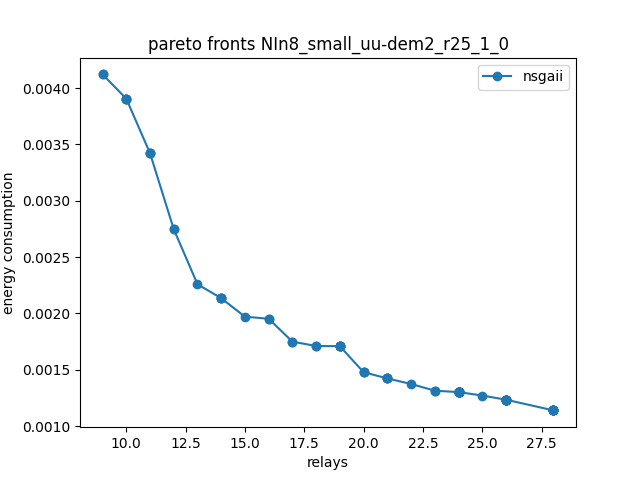 pareto fronts NIn8_small_uu-dem2_r25_1_0
nsgaii
energy consumption
0.0040
0.0035
0.0030
0.0025
0.0020
0.0015
0.0010
10.0 12.5 15.0 17.5 20.0 22.5 25.0 27.5
relays